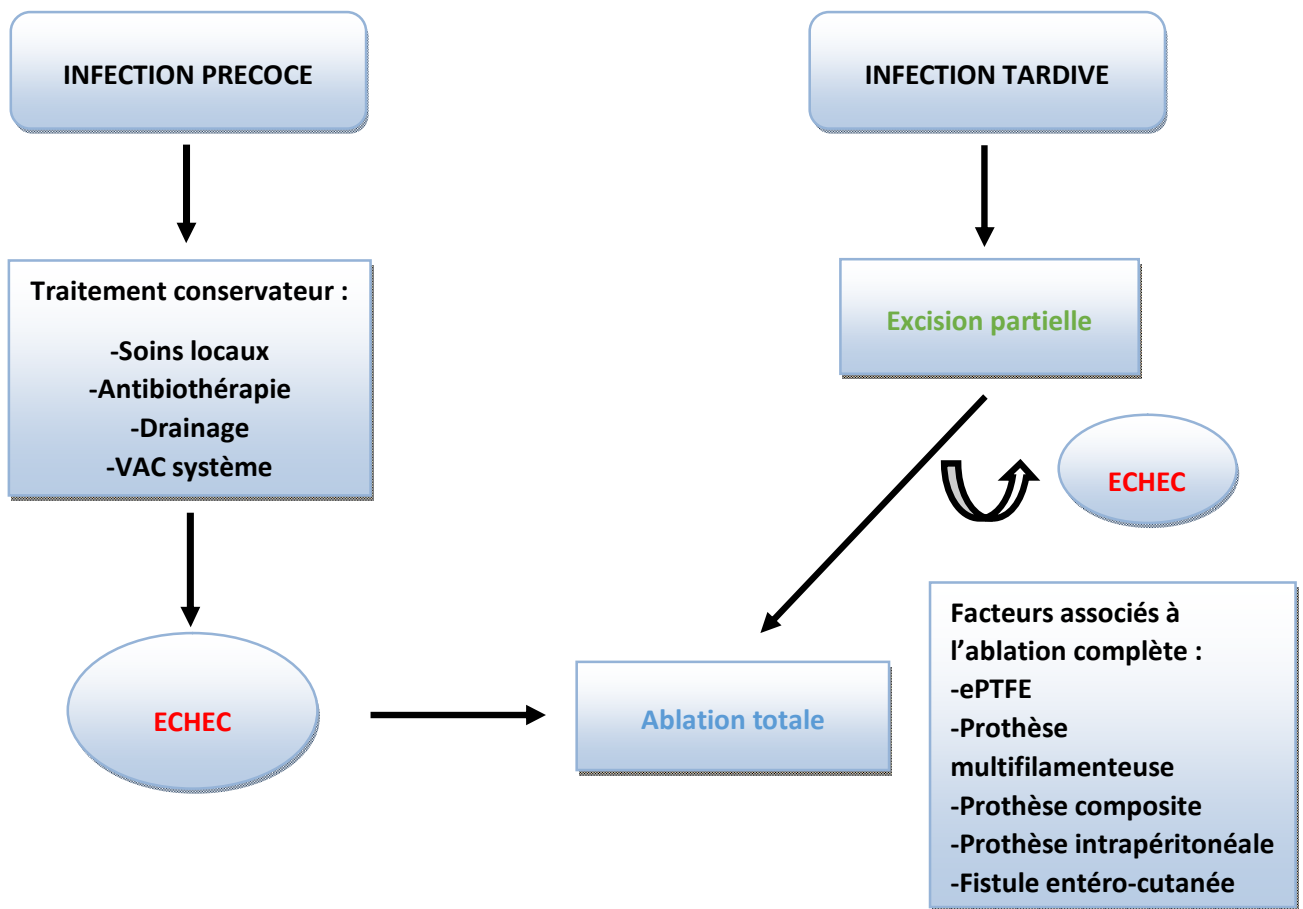 INFECTION PRECOCE
INFECTION TARDIVE
Traitement conservateur :
-Soins locaux
-Antibiothérapie
-Drainage
-VAC système
Excision partielle
ECHEC
Facteurs associés à
l’ablation complète :
-ePTFE
-Prothèse
multifilamenteuse
-Prothèse composite
-Prothèse intrapéritonéale
-Fistule entéro-cutanée
ECHEC
Ablation totale